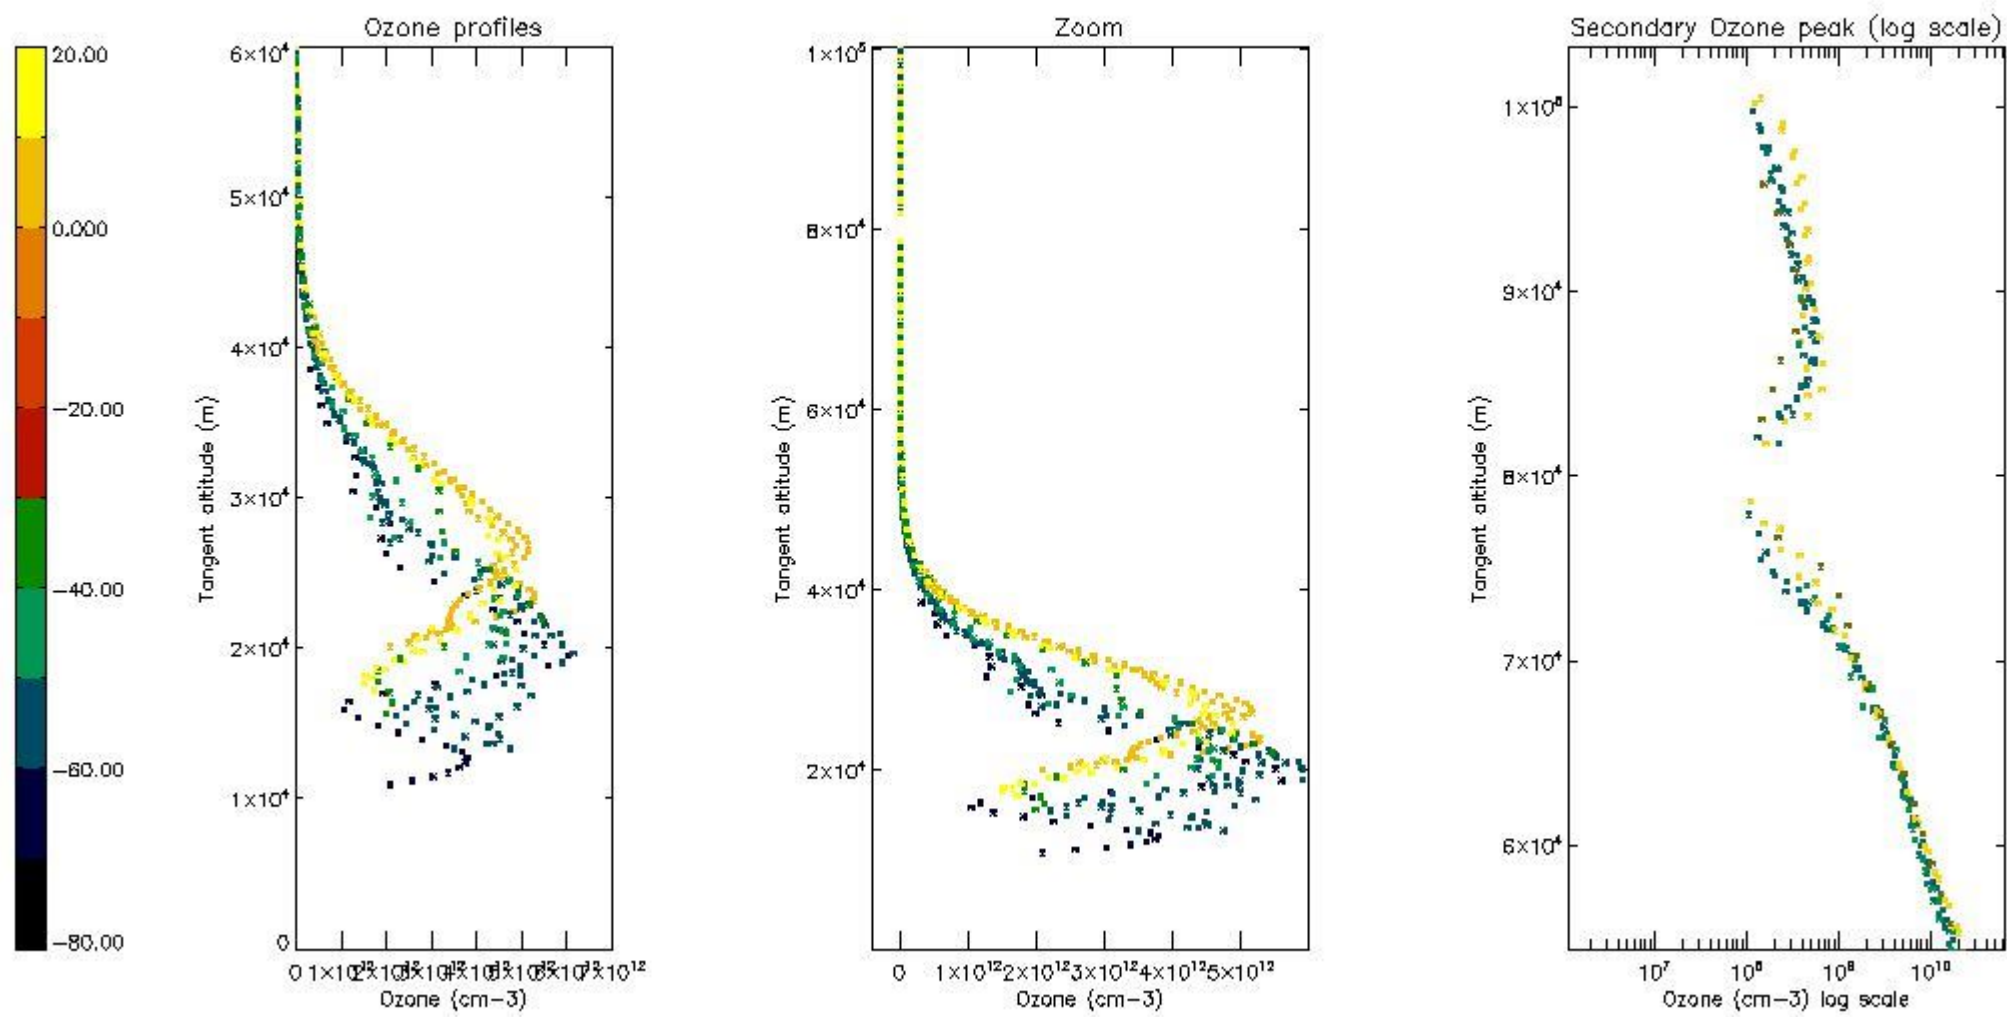 Ozone profiles
Zoom
Secondary Ozone peak (log scale)
20.00
0.000
−20.00
−40.00
−60.00
−80.00
6×10⁴
5×10⁴
4×10⁴
3×10⁴
2×10⁴
1×10⁴
0
Tangent altitude (m)
0
7×10¹²
Ozone (cm−3)
1×10⁵
8×10⁴
6×10⁴
4×10⁴
2×10⁴
Tangent altitude (m)
0 1×10¹² 2×10¹² 3×10¹² 4×10¹² 5×10¹²
Ozone (cm−3)
9×10⁴
8×10⁴
7×10⁴
6×10⁴
Tangent altitude (m)
10⁷ 10⁸ 10⁹ 10¹⁰
Ozone (cm−3) log scale